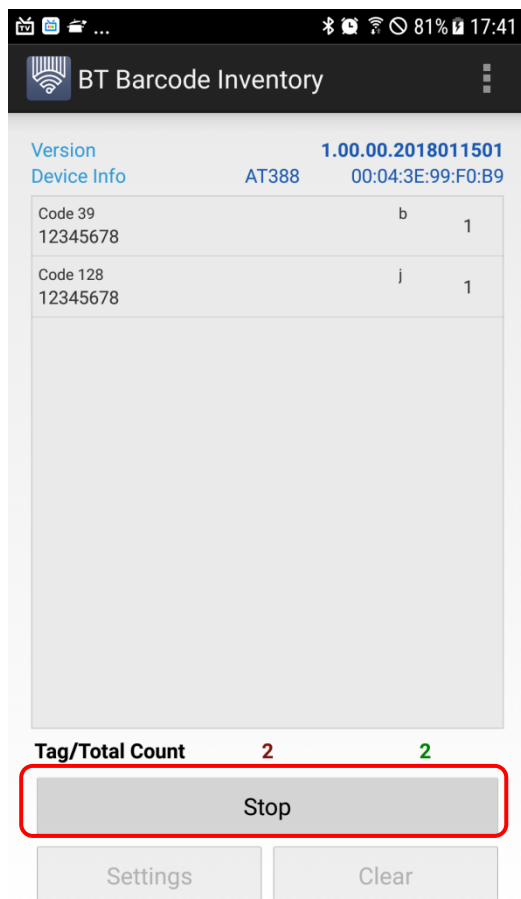 ... 81% 17:41
BT Barcode Inventory
Version 1.00.00.2018011501
Device Info AT388 00:04:3E:99:F0:B9
Code 39 b 1
12345678
Code 128 j 1
12345678
Tag/Total Count 2 2
Stop
Settings Clear